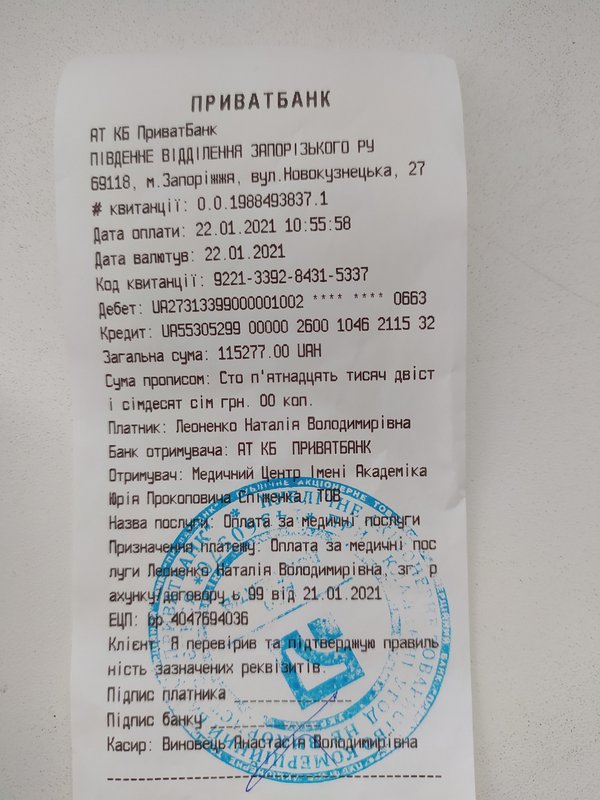 ПРИВАТБАНК
АТ КБ ПриватБанк
ПІВДЕННЕ ВІДДІЛЕННЯ ЗАПОРІЗЬКОГО РУ
69118, м.Запоріжжя, вул.Новокузнецька, 27
# квитанції: 0.0.1988493837.1
Дата оплати: 22.01.2021 10:55:58
Дата валютув: 22.01.2021
Код квитанції: 9221-3392-8431-5337
Дебет: UA27313399000001002 **** **** 0663
Кредит: UA55305299 00000 2600 1046 2115 32
Загальна сума: 115277.00 UAH
Сума прописом: Сто п'ятнадцять тисяч двіст
і сімдесят сім грн. 00 коп.
Платник: Леоненко Наталія Володимирівна
Банк отримувача: АТ КБ ПРИВАТБАНК
Отримувач: Медичний Центр Імені Академіка
Юрія Прокоповича Спіженка, ТОВ
Назва послуги: Оплата за медичні послуги
Призначення платежу: Оплата за медичні пос
луги Леоненко Наталія Володимирівна, зг. р
ахунку/договору ь 99 від 21.01.2021
ЕЦП: bp 4047694036
Клієнт: Я перевірив та підтверджую правиль
ність зазначених реквізитів.
Підпис платника
Підпис банку
Касир: Виновець Анастасія Володимирівна